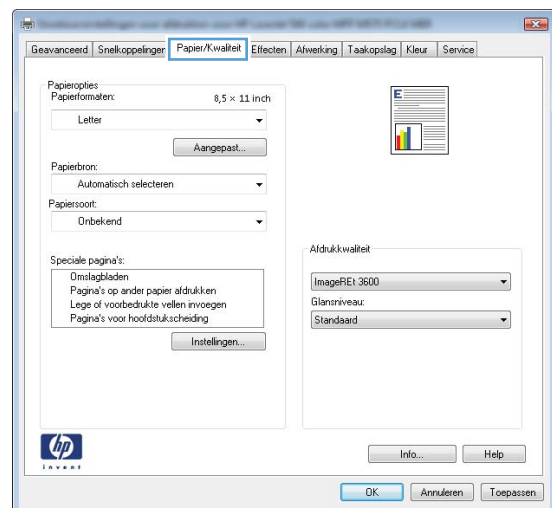 Geavanceerd Snelkoppelingen Papier/Kwaliteit Effecten Afwerking Taakopslag Kleur Service
Papieropties
Papierformaten: 8,5 × 11 inch
Letter
Aangepast...
Papierbron:
Automatisch selecteren
Papiersoort:
Onbekend
Speciale pagina's:
Omslagbladen
Pagina's op ander papier afdrukken
Lege of voorbedrukte vellen invoegen
Pagina's voor hoofdstukscheiding
Instellingen...
E
Afdrukkwaliteit
ImageREt 3600
Glansniveau:
Standaard
hp
invent
Info... Help
OK Annuleren Toepassen